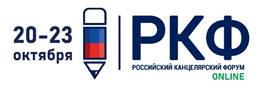 20-23
октября
РКФ
РОССИЙСКИЙ КАНЦЕЛЯРСКИЙ ФОРУМ
ONLINE